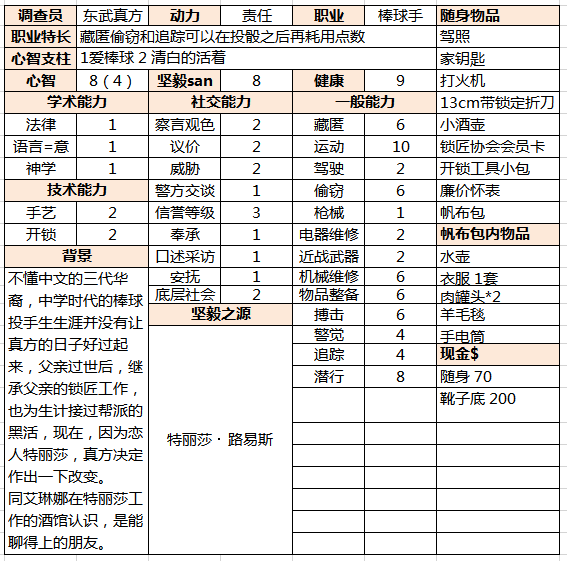 调查员 东武真方 动力 责任 职业 棒球手 随身物品
职业特长 藏匿偷窃和追踪可以在投骰之后再耗用点数 驾照
心智支柱 1爱棒球 2 清白的活着 家钥匙
心智 8（4） 坚毅san 8 健康 9 打火机
学术能力 社交能力 一般能力 13cm带锁定折刀
法律 1 察言观色 2 藏匿 6 小酒壶
语言=意 1 议价 2 运动 10 锁匠协会会员卡
神学 1 威胁 2 驾驶 2 开锁工具小包
技术能力 警方交谈 1 偷窃 6 廉价怀表
手艺 2 信誉等级 3 枪械 1 帆布包
开锁 2 奉承 1 电器维修 2 帆布包内物品
背景 口述采访 1 近战武器 2 水壶
安抚 1 机械维修 6 衣服 1套
底层社会 2 物品整备 6 肉罐头*2
坚毅之源 搏击 6 羊毛毯
警觉 4 手电筒
追踪 4 现金$
潜行 8 随身 70
靴子底 200
不懂中文的三代华
裔，中学时代的棒球
投手生生涯并没有让
真方的日子好过起
来，父亲过世后，继
承父亲的锁匠工作，
也为生计接过帮派的
黑活，现在，因为恋
人特丽莎，真方决定
作出一下改变。
同艾琳娜在特丽莎工
作的酒馆认识，是能
聊得上的朋友。
特丽莎 · 路易斯